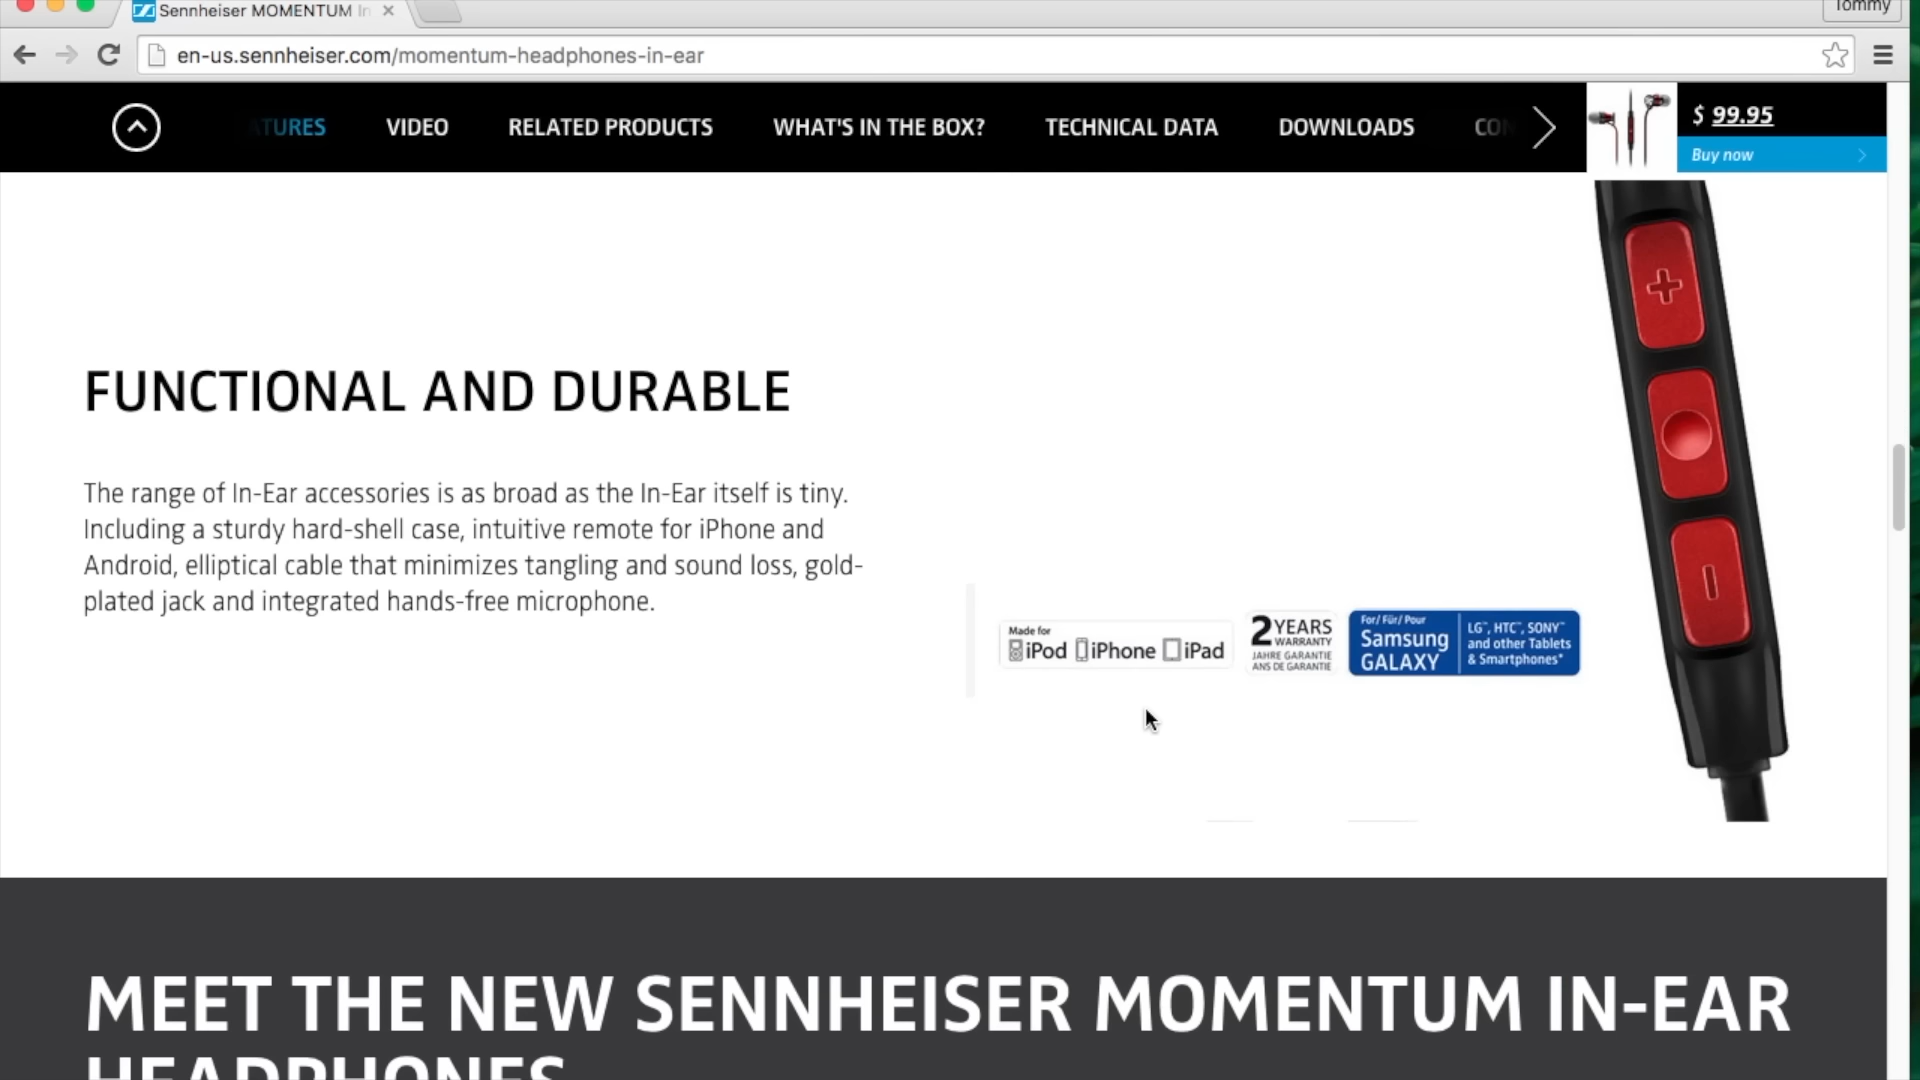 Sennheiser MOMENTUM In
Tommy
en-us.sennheiser.com/momentum-headphones-in-ear
TURES VIDEO RELATED PRODUCTS WHAT'S IN THE BOX? TECHNICAL DATA DOWNLOADS CON
$ 99.95
Buy now
FUNCTIONAL AND DURABLE
The range of In-Ear accessories is as broad as the In-Ear itself is tiny.
Including a sturdy hard-shell case, intuitive remote for iPhone and
Android, elliptical cable that minimizes tangling and sound loss, gold-
plated jack and integrated hands-free microphone.
Made for
iPod iPhone iPad
2 YEARS
WARRANTY
JAHRE GARANTIE
ANS DE GARANTIE
For/ Für/ Pour
Samsung
GALAXY
LG™, HTC™, SONY™
and other Tablets
& Smartphones*
MEET THE NEW SENNHEISER MOMENTUM IN-EAR
HEADPHONES